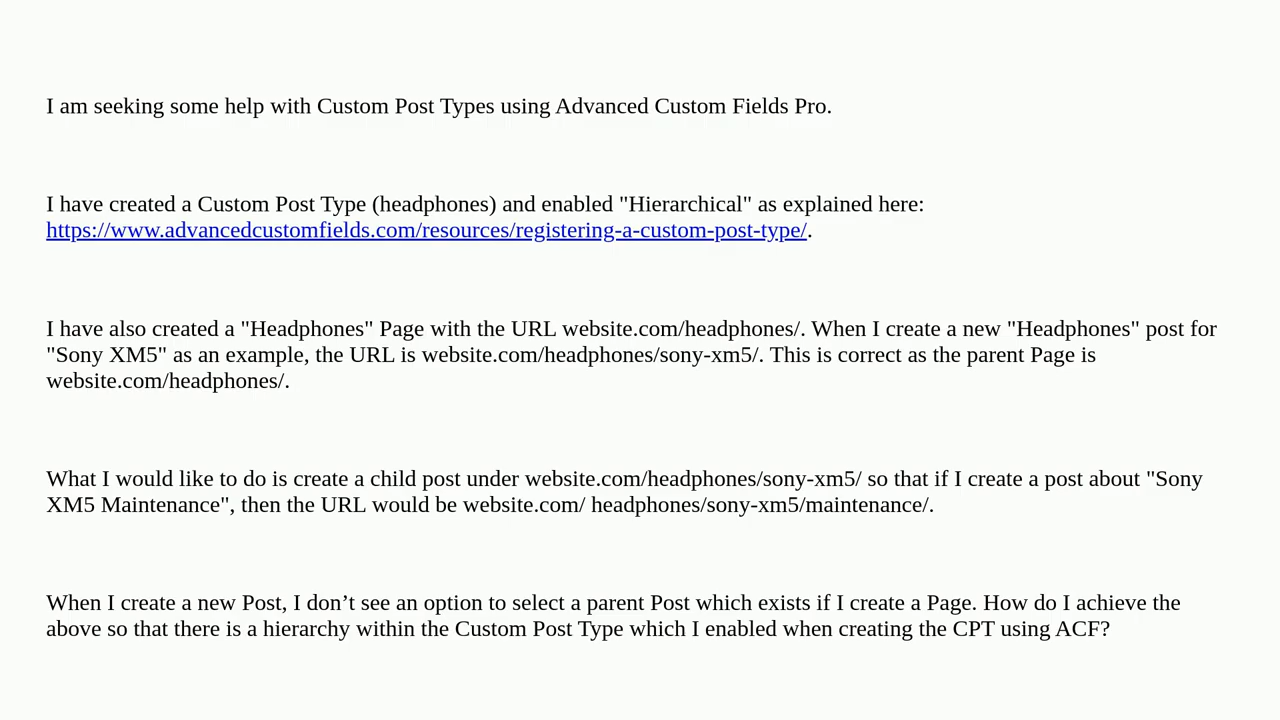 I am seeking some help with Custom Post Types using Advanced Custom Fields Pro.
I have created a Custom Post Type (headphones) and enabled "Hierarchical" as explained here:
https://www.advancedcustomfields.com/resources/registering-a-custom-post-type/.
I have also created a "Headphones" Page with the URL website.com/headphones/. When I create a new "Headphones" post for
"Sony XM5" as an example, the URL is website.com/headphones/sony-xm5/. This is correct as the parent Page is
website.com/headphones/.
What I would like to do is create a child post under website.com/headphones/sony-xm5/ so that if I create a post about "Sony
XM5 Maintenance", then the URL would be website.com/ headphones/sony-xm5/maintenance/.
When I create a new Post, I don’t see an option to select a parent Post which exists if I create a Page. How do I achieve the
above so that there is a hierarchy within the Custom Post Type which I enabled when creating the CPT using ACF?